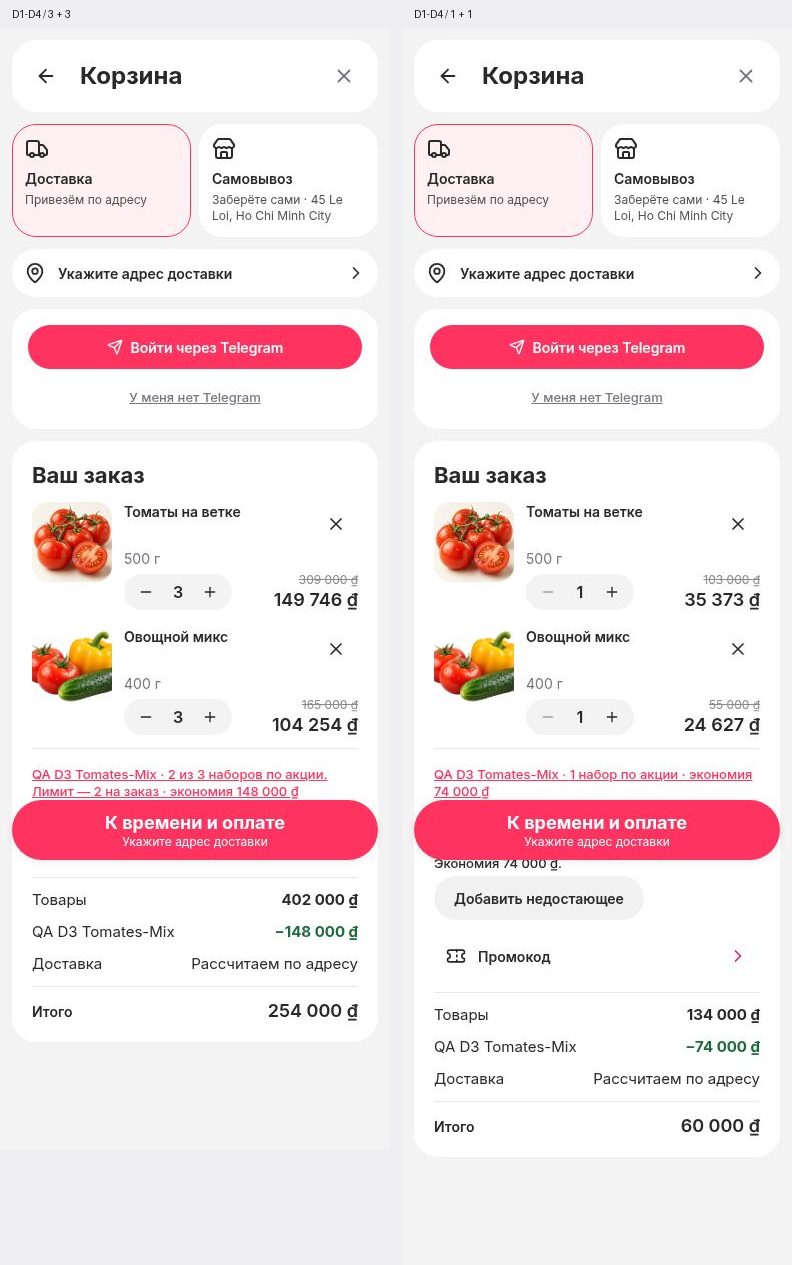 D1-D4 / 3 + 3
Корзина
Доставка
Привезём по адресу
Самовывоз
Заберёте сами · 45 Le
Loi, Ho Chi Minh City
Укажите адрес доставки
Войти через Telegram
У меня нет Telegram
Ваш заказ
Томаты на ветке
500 г
3
309 000 ₫
149 746 ₫
Овощной микс
400 г
3
165 000 ₫
104 254 ₫
QA D3 Tomates-Mix · 2 из 3 наборов по акции.
Лимит — 2 на заказ · экономия 148 000 ₫
К времени и оплате
Укажите адрес доставки
Товары
402 000 ₫
QA D3 Tomates-Mix
−148 000 ₫
Доставка
Рассчитаем по адресу
Итого
254 000 ₫
D1-D4 / 1 + 1
Корзина
Доставка
Привезём по адресу
Самовывоз
Заберёте сами · 45 Le
Loi, Ho Chi Minh City
Укажите адрес доставки
Войти через Telegram
У меня нет Telegram
Ваш заказ
Томаты на ветке
500 г
1
103 000 ₫
35 373 ₫
Овощной микс
400 г
1
55 000 ₫
24 627 ₫
QA D3 Tomates-Mix · 1 набор по акции · экономия
74 000 ₫
К времени и оплате
Укажите адрес доставки
Экономия 74 000 ₫.
Добавить недостающее
Промокод
Товары
134 000 ₫
QA D3 Tomates-Mix
−74 000 ₫
Доставка
Рассчитаем по адресу
Итого
60 000 ₫